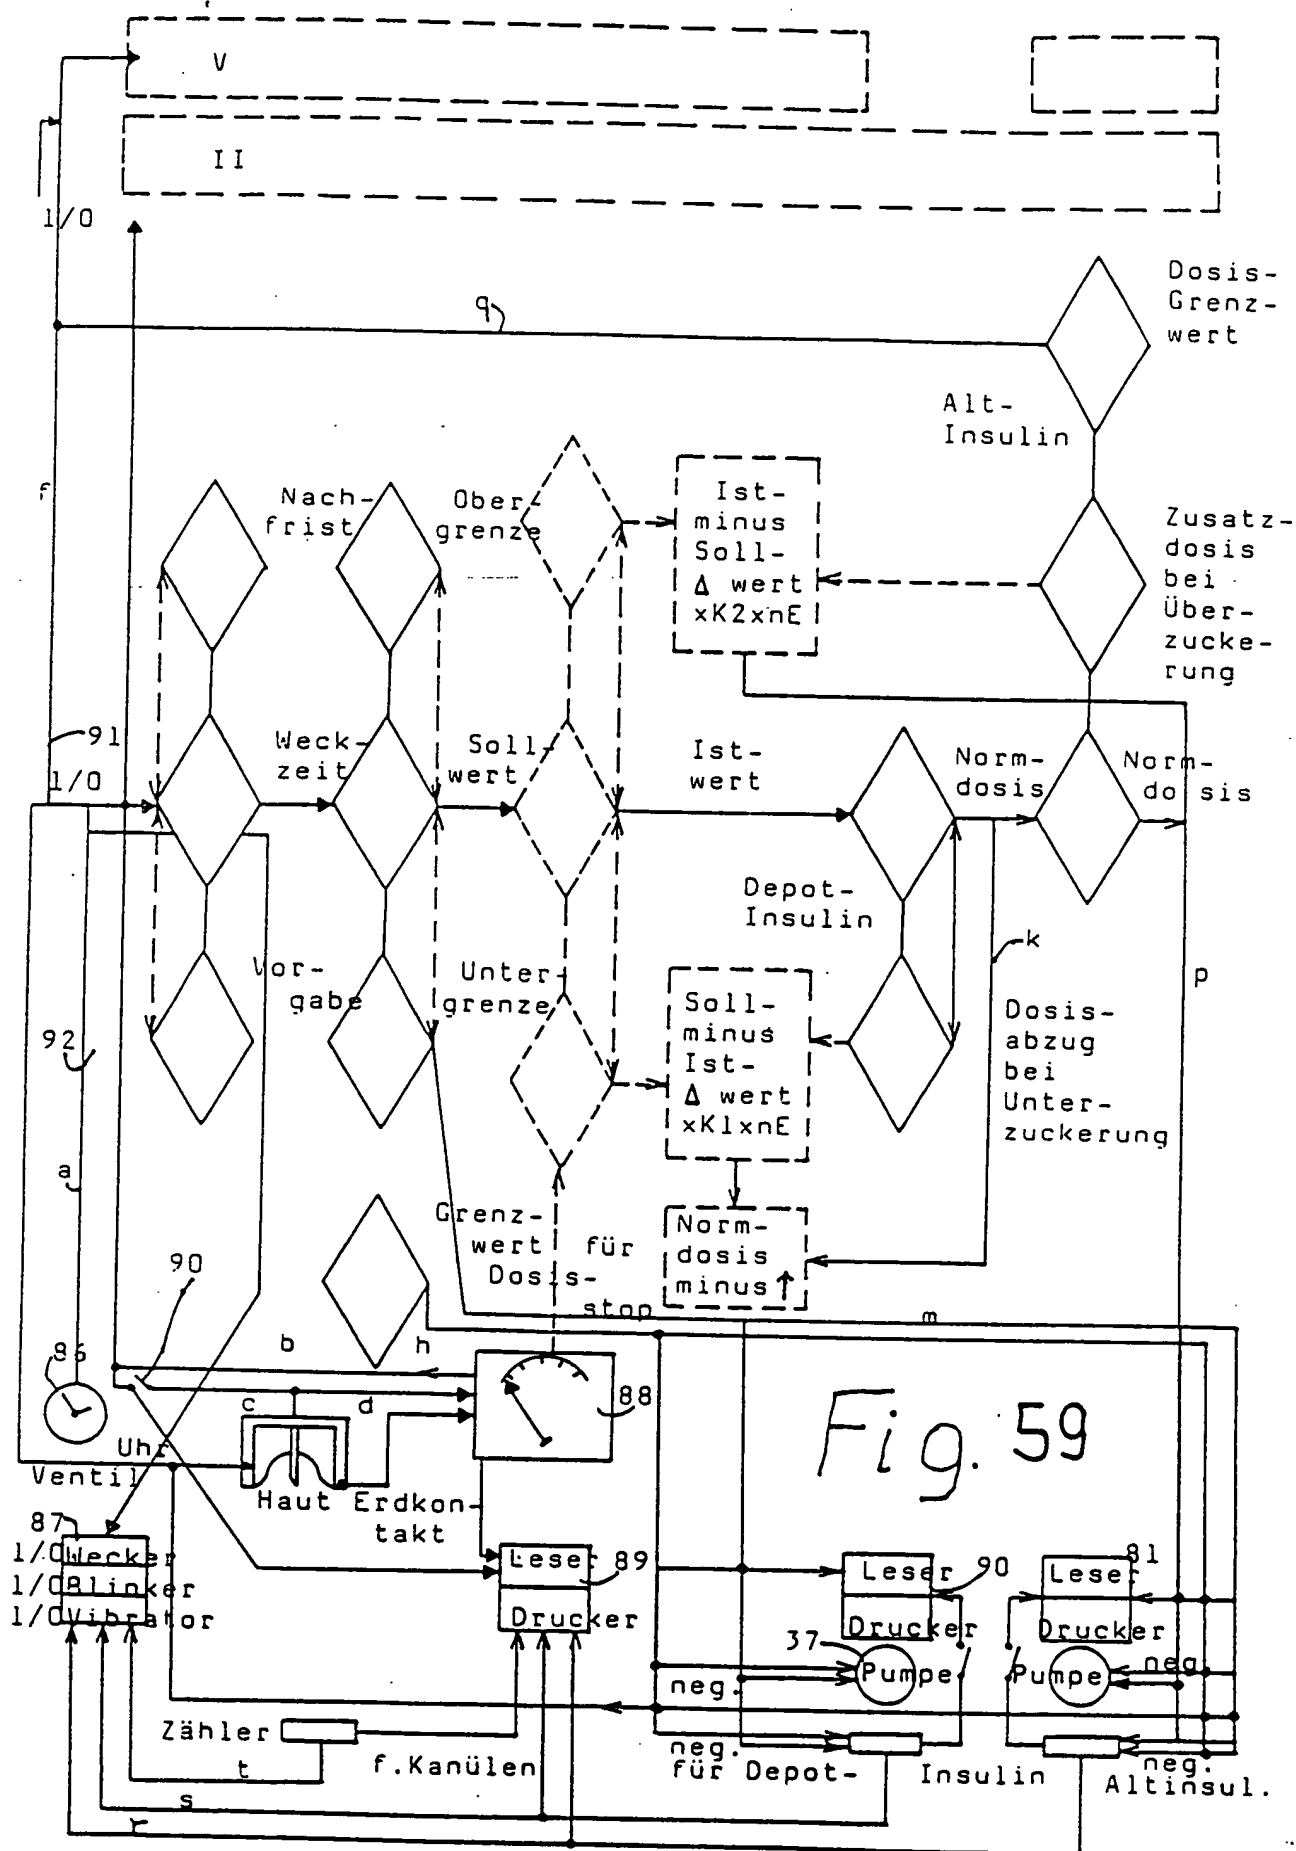 V
II
1/0
Dosis-
Grenz-
wert
q
Alt-
Insulin
f
Nach-
frist
Ober-
grenze
Ist-
minus
Soll-
Δ wert
xK2xnE
Zusatz-
dosis
bei
Über-
zucke-
rung
91
1/0
Weck-
zeit
Soll-
wert
Ist-
wert
Norm-
dosis
Norm-
do sis
Depot-
Insulin
k
p
Vor-
gabe
Unter-
grenze
Soll-
minus
Ist-
Δ wert
xK1xnE
Dosis-
abzug
bei
Unter-
zuckerung
92
a
Grenz-
wert für
Dosis-
stop
Norm-
dosis
minus ↑
90
m
b
h
86
c
d
88
Fig. 59
Uhr
Ventil
Haut
Erdkon-
takt
87
1/0 Wecker
1/0 Blinker
1/0 Vibrator
Leser
89
Drucker
Leser
90
Drucker
81
Leser
Drucker
37
Pumpe
Pumpe
neg.
neg.
Zähler
f.Kanülen
t
neg.
für Depot-
Insulin
neg.
Altinsul.
s
r